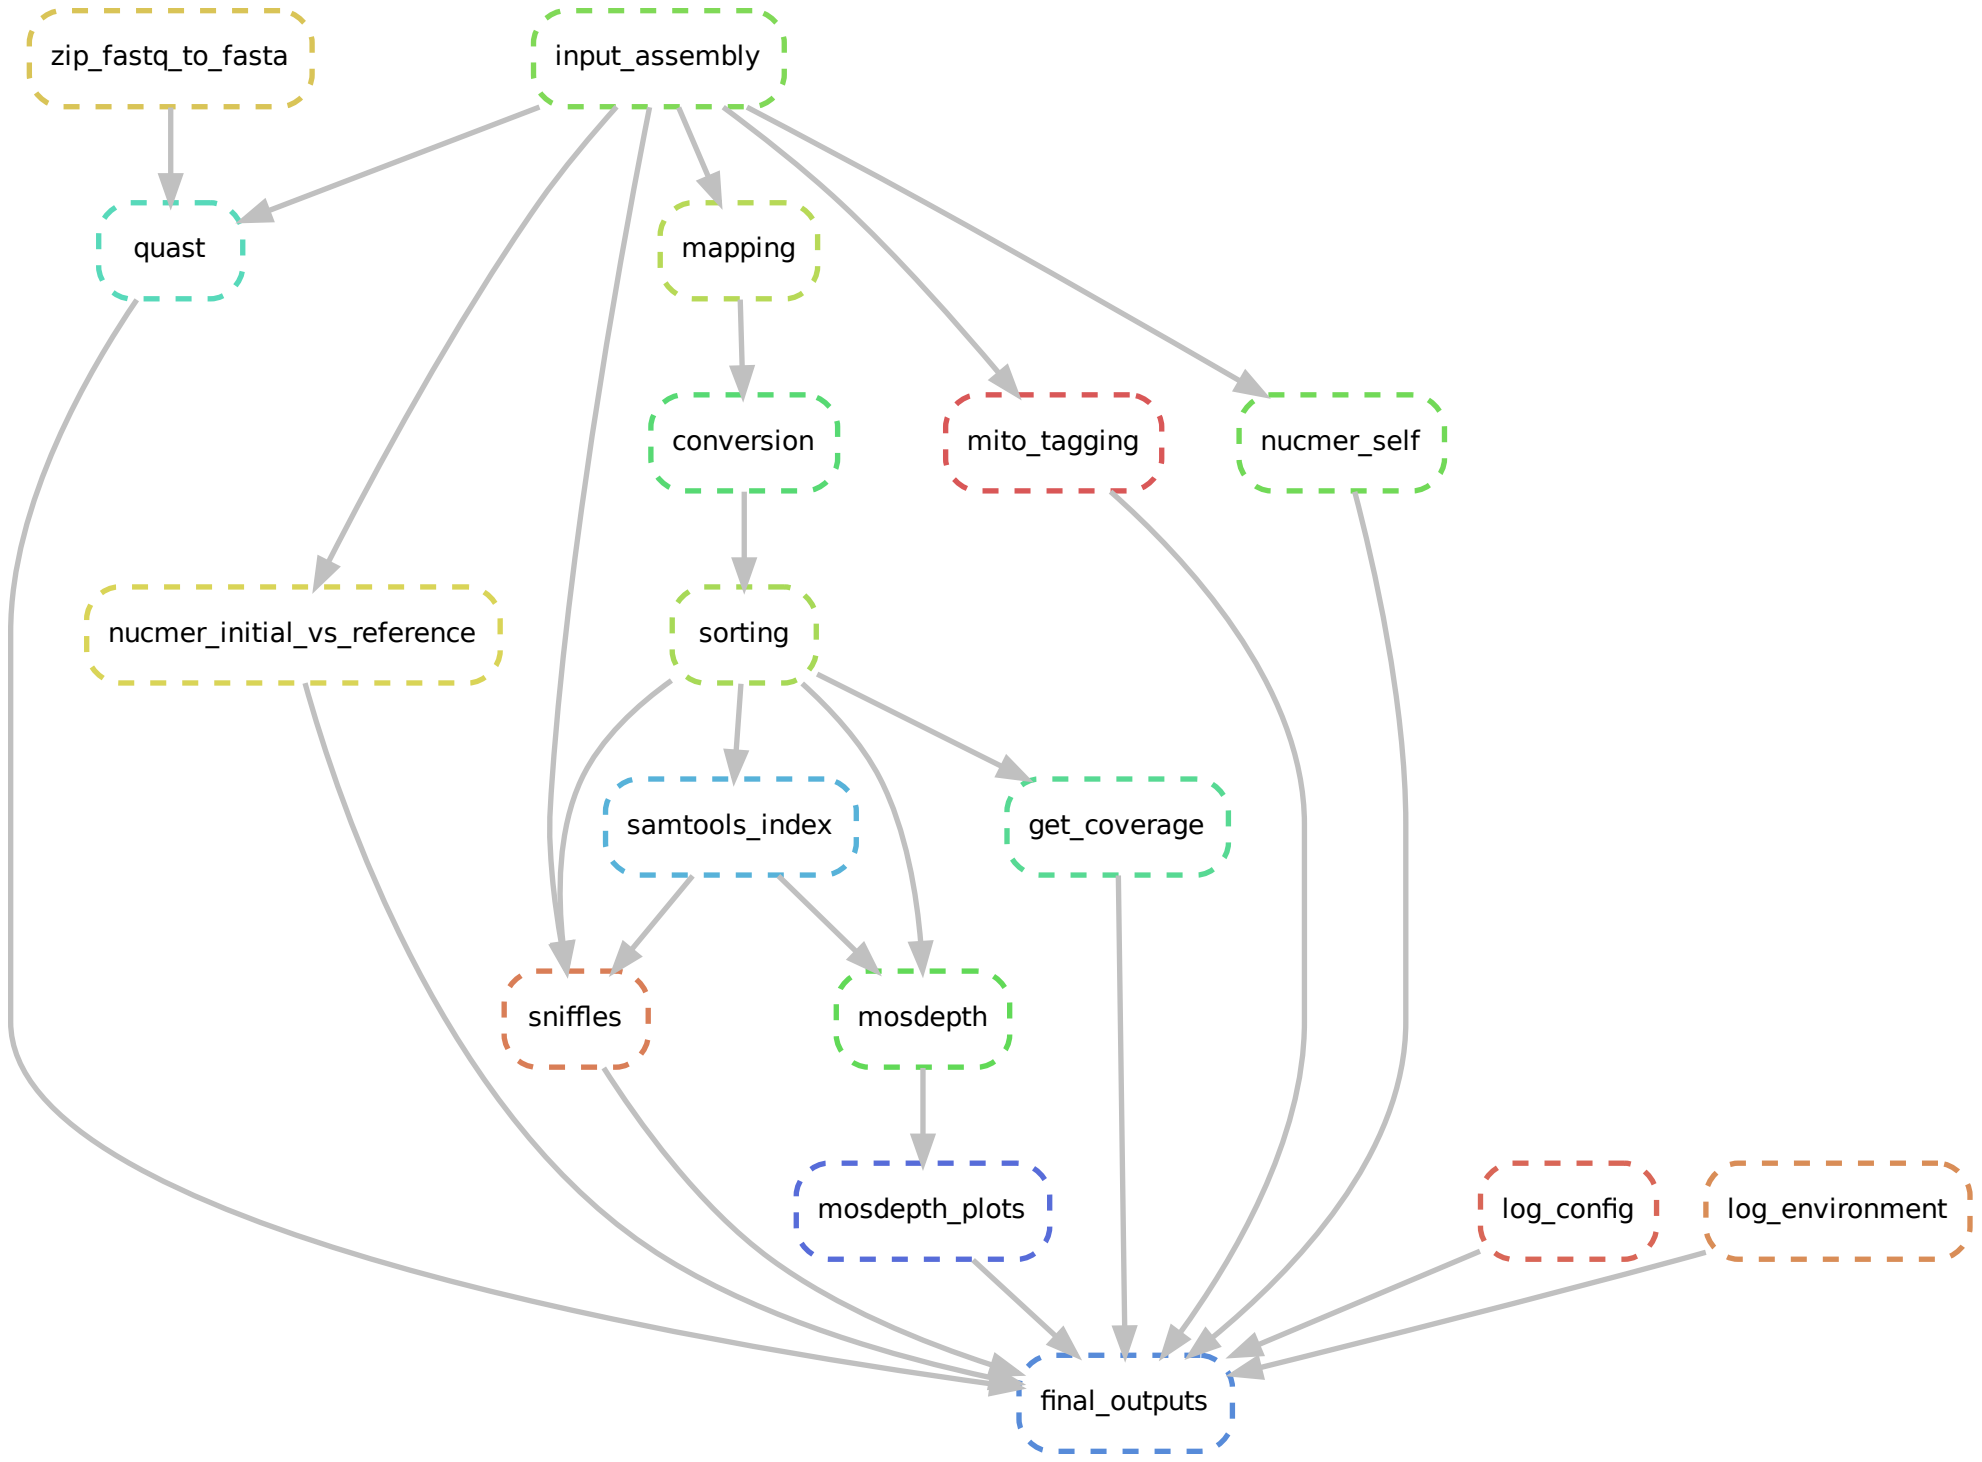 zip_fastq_to_fasta
input_assembly
quast
mapping
conversion
mito_tagging
nucmer_self
nucmer_initial_vs_reference
sorting
samtools_index
get_coverage
sniffles
mosdepth
mosdepth_plots
log_config
log_environment
final_outputs